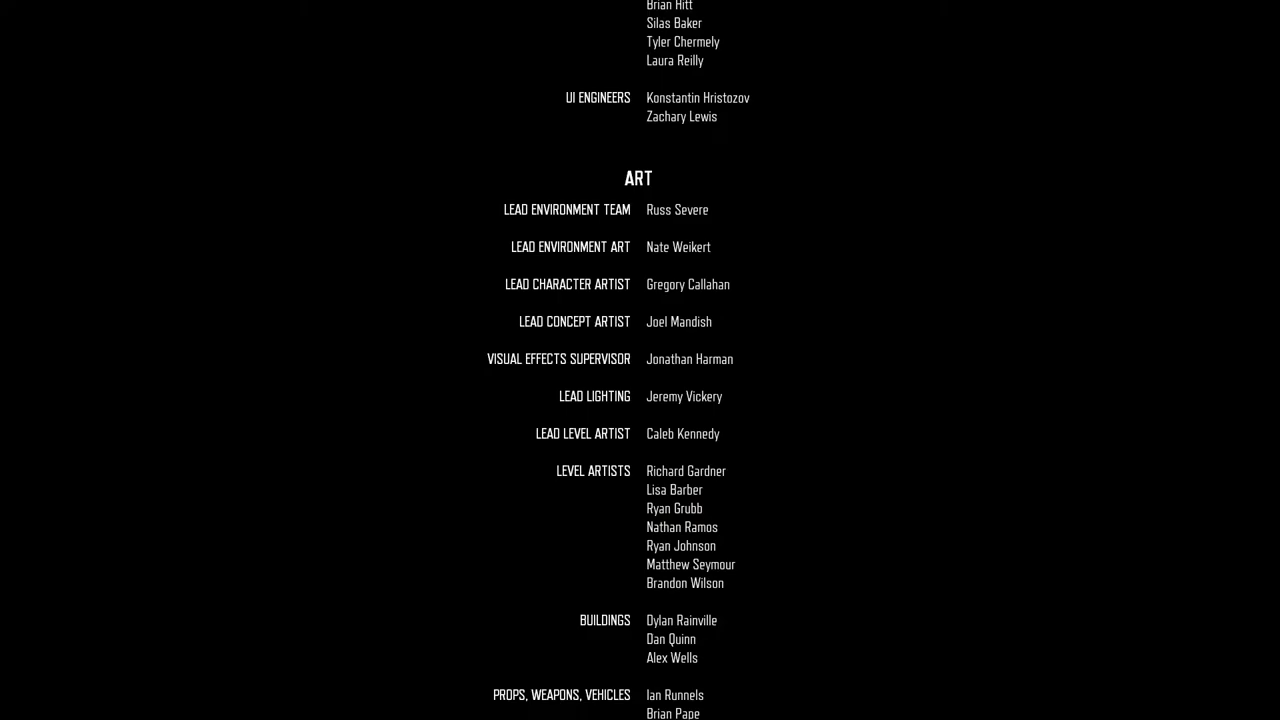 Brian Hitt
Silas Baker
Tyler Chermely
Laura Reilly
UI ENGINEERS Konstantin Hristozov
Zachary Lewis
ART
LEAD ENVIRONMENT TEAM Russ Severe
LEAD ENVIRONMENT ART Nate Weikert
LEAD CHARACTER ARTIST Gregory Callahan
LEAD CONCEPT ARTIST Joel Mandish
VISUAL EFFECTS SUPERVISOR Jonathan Harman
LEAD LIGHTING Jeremy Vickery
LEAD LEVEL ARTIST Caleb Kennedy
LEVEL ARTISTS Richard Gardner
Lisa Barber
Ryan Grubb
Nathan Ramos
Ryan Johnson
Matthew Seymour
Brandon Wilson
BUILDINGS Dylan Rainville
Dan Quinn
Alex Wells
PROPS, WEAPONS, VEHICLES Ian Runnels
Brian Pape